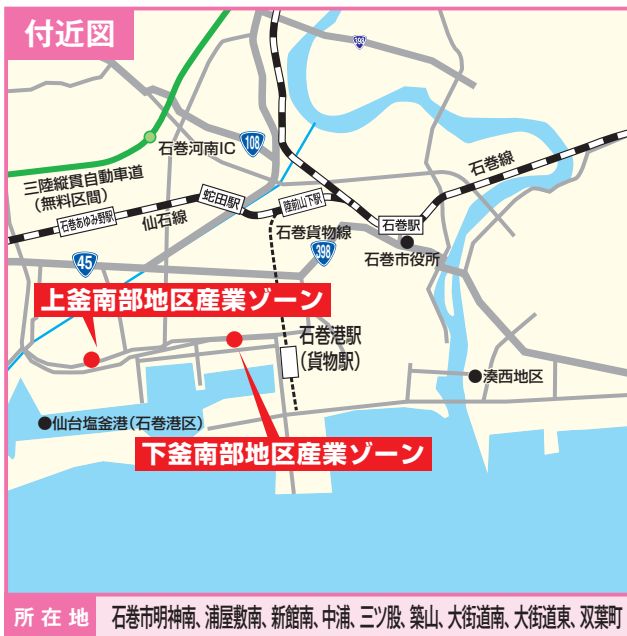 付近図
398
108
石巻河南IC
三陸縦貫自動車道
(無料区間)
石巻線
石巻あゆみ野駅
仙石線
蛇田駅
陸前山下駅
石巻駅
石巻貨物線
398
石巻市役所
45
上釜南部地区産業ゾーン
石巻港駅
(貨物駅)
湊西地区
仙台塩釜港(石巻港区)
下釜南部地区産業ゾーン
所在地
石巻市明神南、浦屋敷南、新館南、中浦、三ツ股、築山、大街道南、大街道東、双葉町